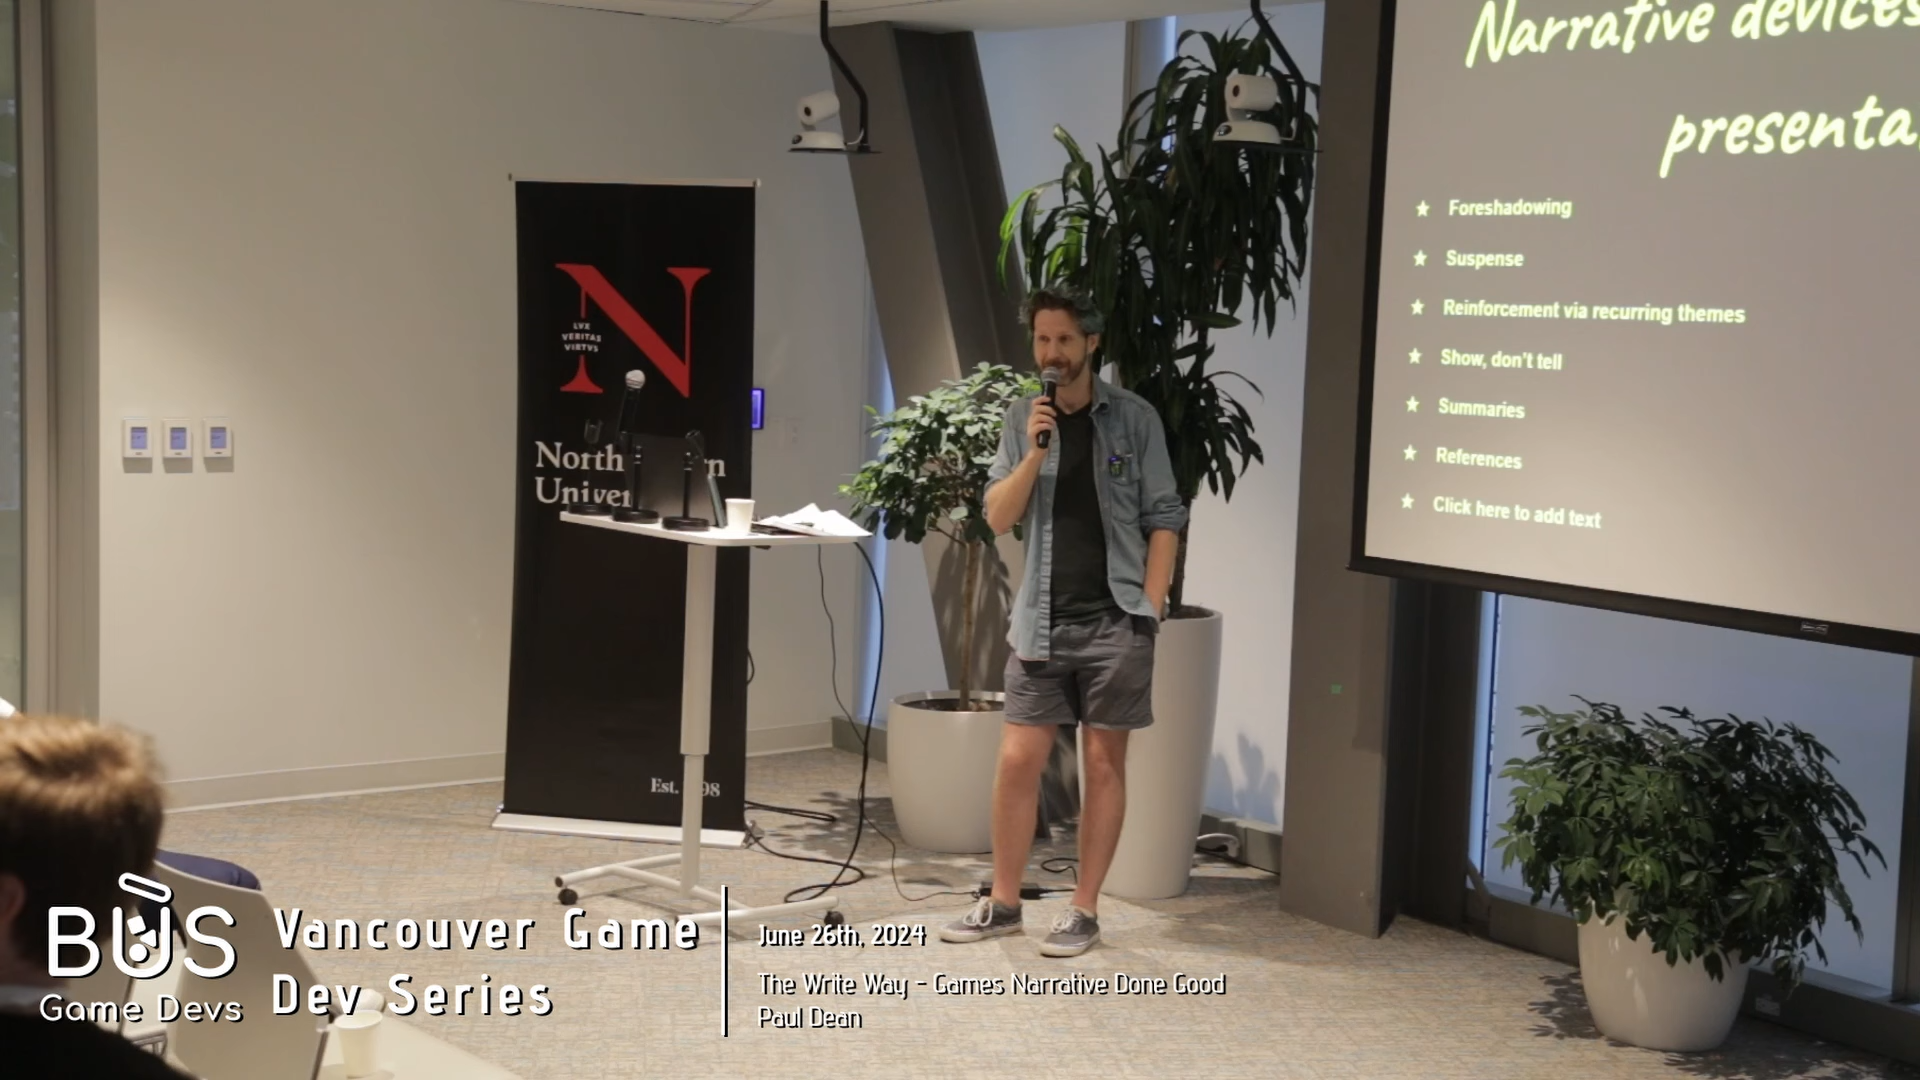 Narrative devices
presenta
Foreshadowing
Suspense
Reinforcement via recurring themes
Show, don't tell
Summaries
References
Click here to add text
N
LVX
VERITAS
VIRTVS
North rn
Univer
Est. 98
BUS
Game Devs
Vancouver Game
Dev Series
June 26th, 2024
The Write Way - Games Narrative Done Good
Paul Dean